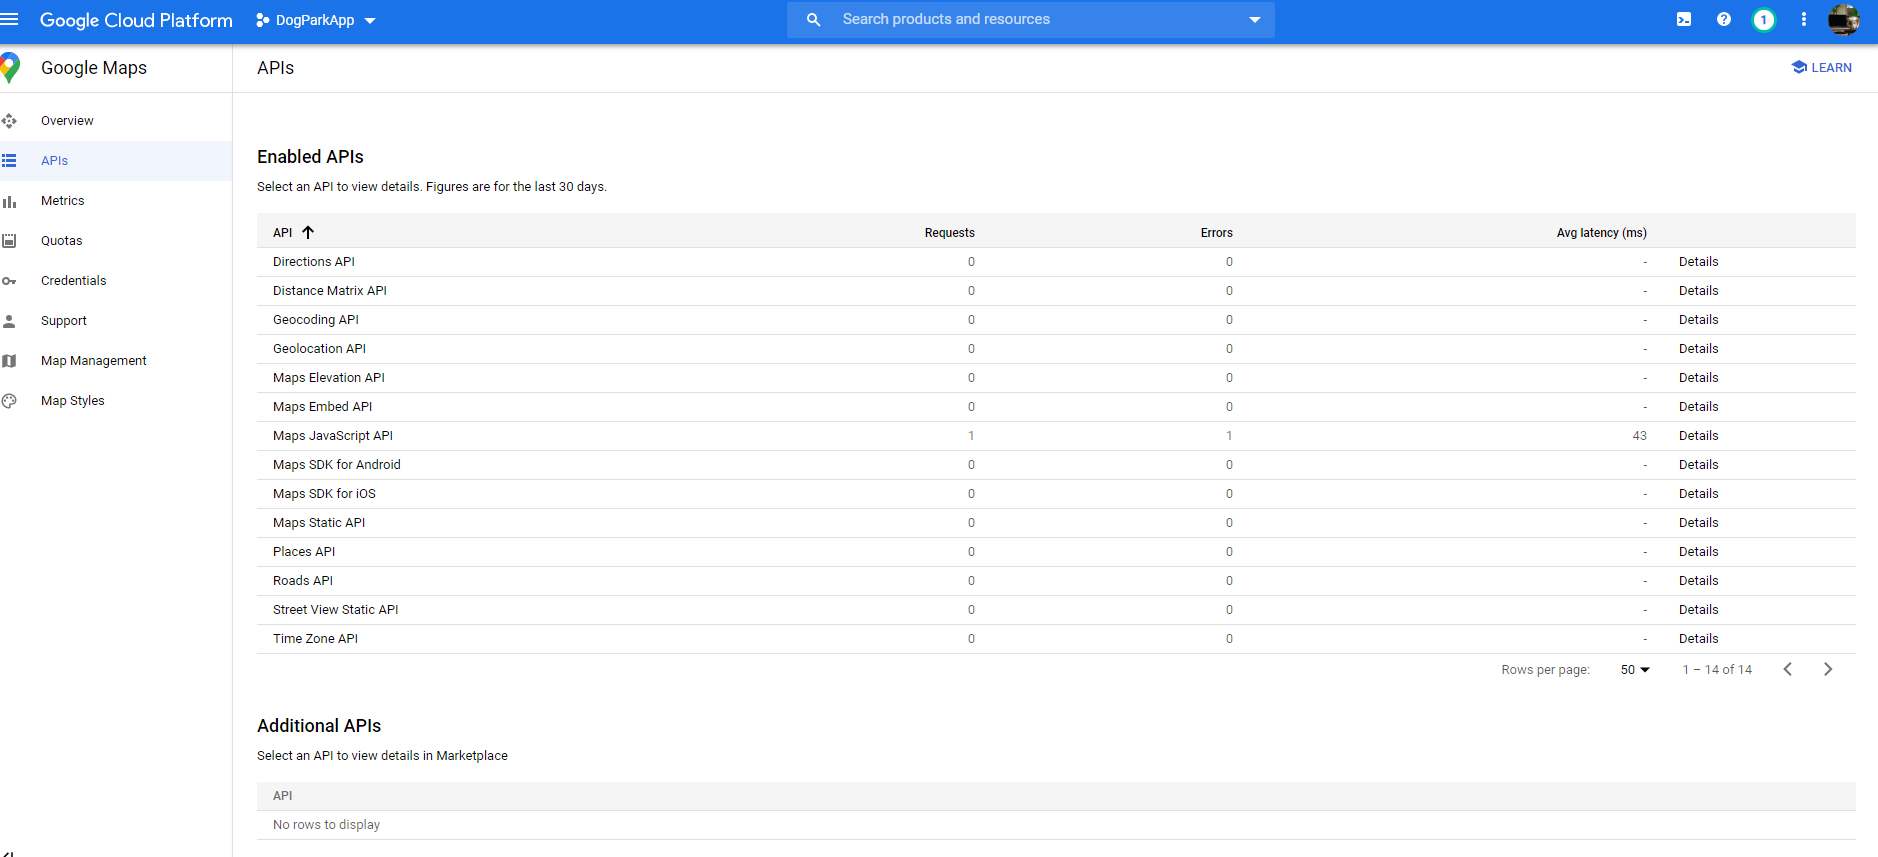 Google Cloud Platform
DogParkApp
Search products and resources
1
Google Maps
APIs
LEARN
Overview
APIs
Metrics
Quotas
Credentials
Support
Map Management
Map Styles
Enabled APIs
Select an API to view details. Figures are for the last 30 days.
API Requests Errors Avg latency (ms)
Directions API 0 0 - Details
Distance Matrix API 0 0 - Details
Geocoding API 0 0 - Details
Geolocation API 0 0 - Details
Maps Elevation API 0 0 - Details
Maps Embed API 0 0 - Details
Maps JavaScript API 1 1 43 Details
Maps SDK for Android 0 0 - Details
Maps SDK for iOS 0 0 - Details
Maps Static API 0 0 - Details
Places API 0 0 - Details
Roads API 0 0 - Details
Street View Static API 0 0 - Details
Time Zone API 0 0 - Details
Rows per page: 50 1 – 14 of 14
Additional APIs
Select an API to view details in Marketplace
API
No rows to display